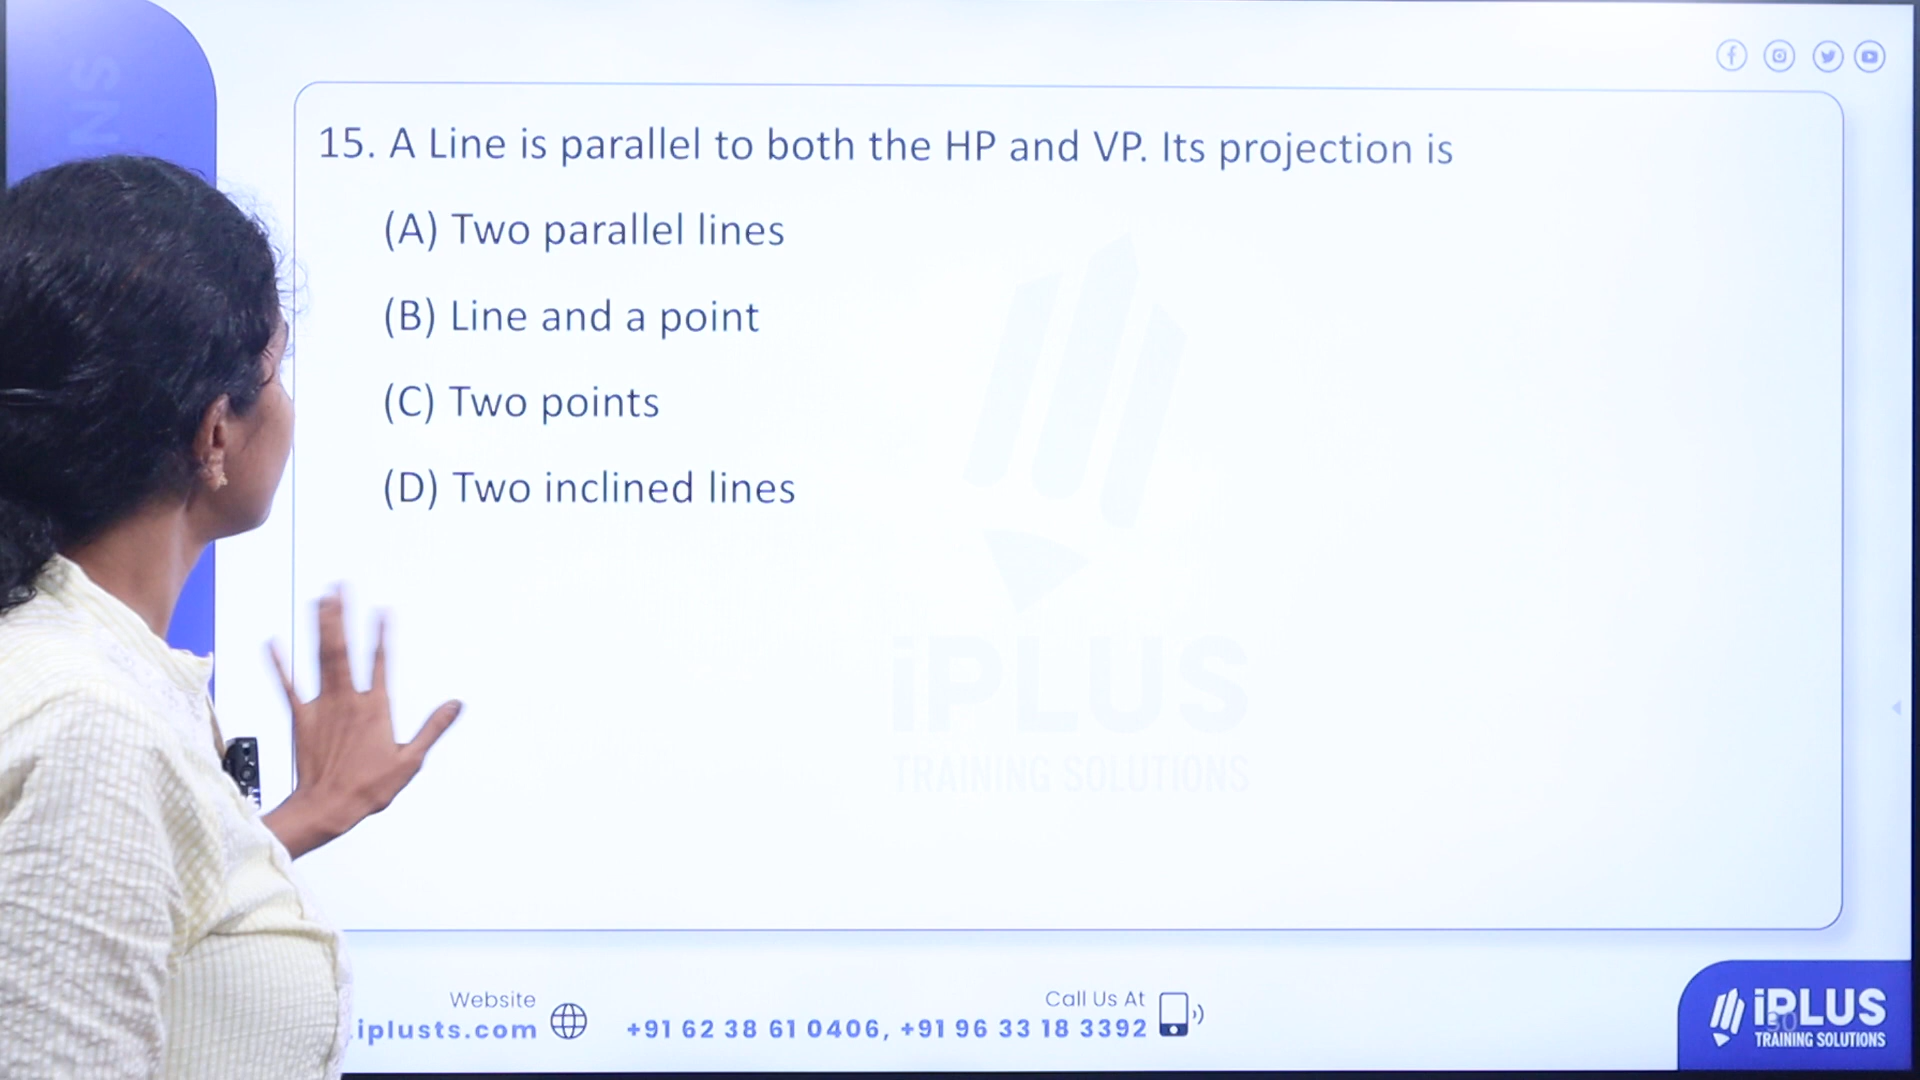 NS
15. A Line is parallel to both the HP and VP. Its projection is
(A) Two parallel lines
(B) Line and a point
(C) Two points
(D) Two inclined lines
iPLUS
TRAINING SOLUTIONS
Website
.iplusts.com
Call Us At
+91 62 38 61 0406, +91 96 33 18 3392
iPLUS
30
TRAINING SOLUTIONS